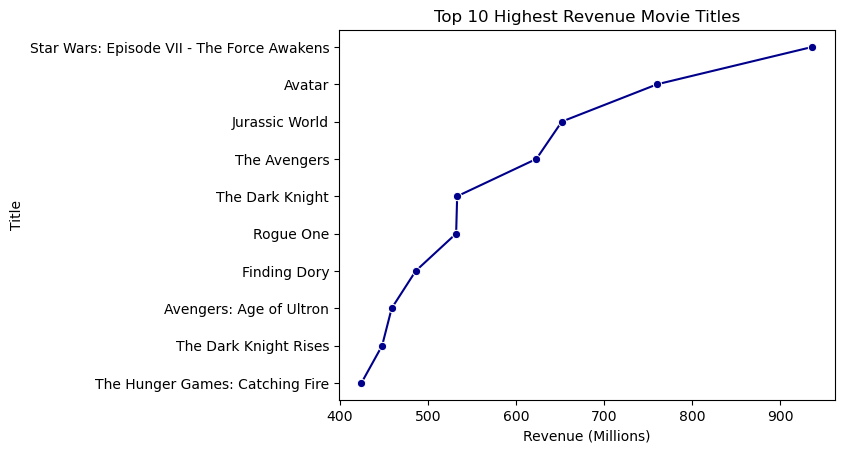 Top 10 Highest Revenue Movie Titles
Star Wars: Episode VII - The Force Awakens
Avatar
Jurassic World
The Avengers
The Dark Knight
Rogue One
Finding Dory
Avengers: Age of Ultron
The Dark Knight Rises
The Hunger Games: Catching Fire
Title
400 500 600 700 800 900
Revenue (Millions)